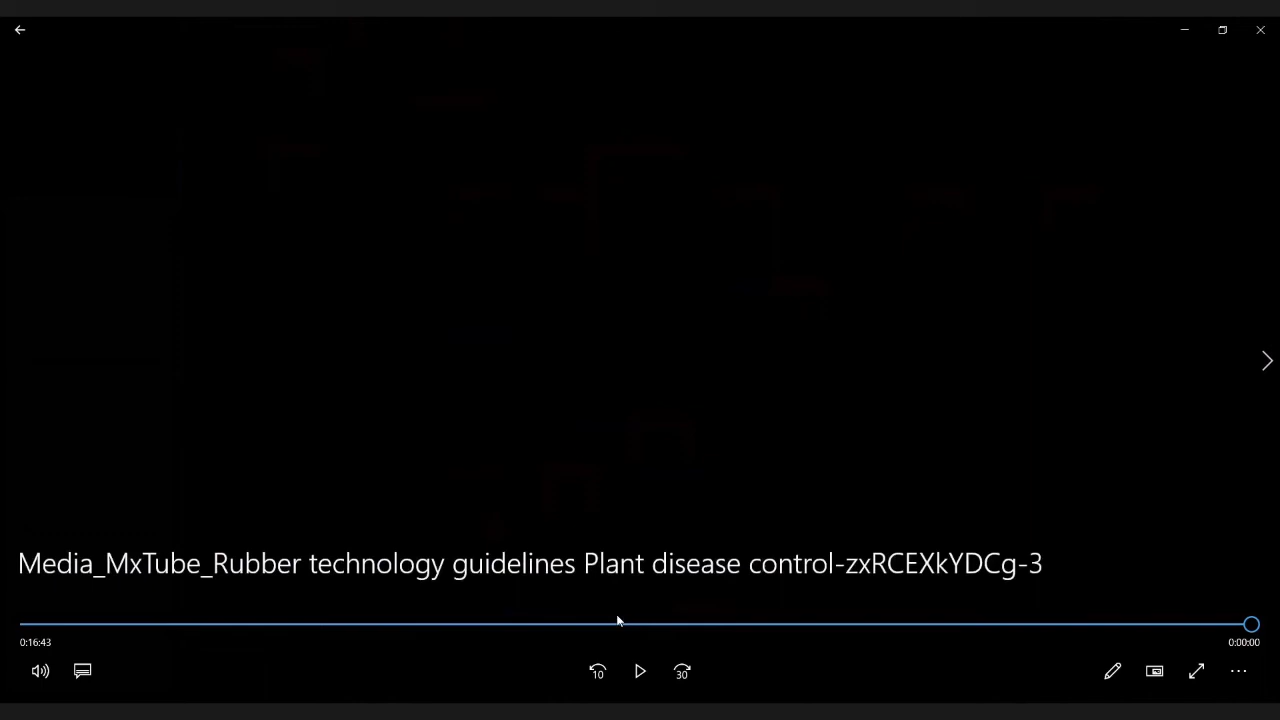 Media_MxTube_Rubber technology guidelines Plant disease control-zxRCEXkYDCg-3
0:16:43
0:00:00
10
30